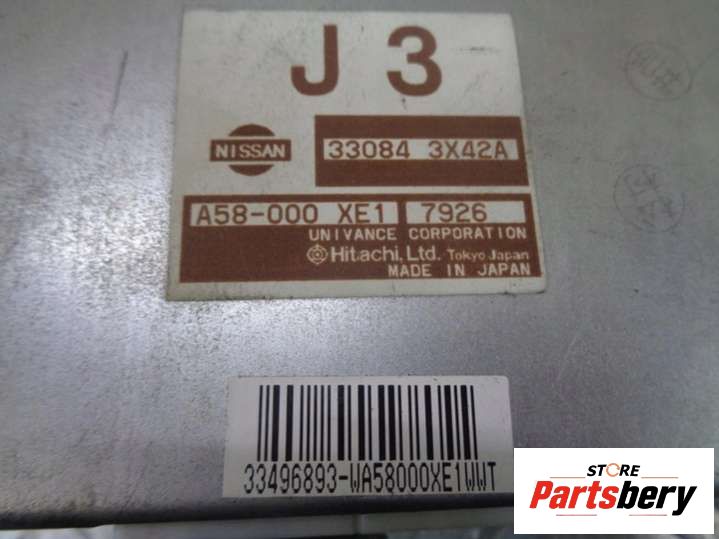 J 3
NISSAN
33084 3X42A
A58-000 XE1 7926
UNIVANCE CORPORATION
Hitachi, Ltd. Tokyo Japan
MADE IN JAPAN
33496893-WA58000XE1WWT
STORE
Partsbery